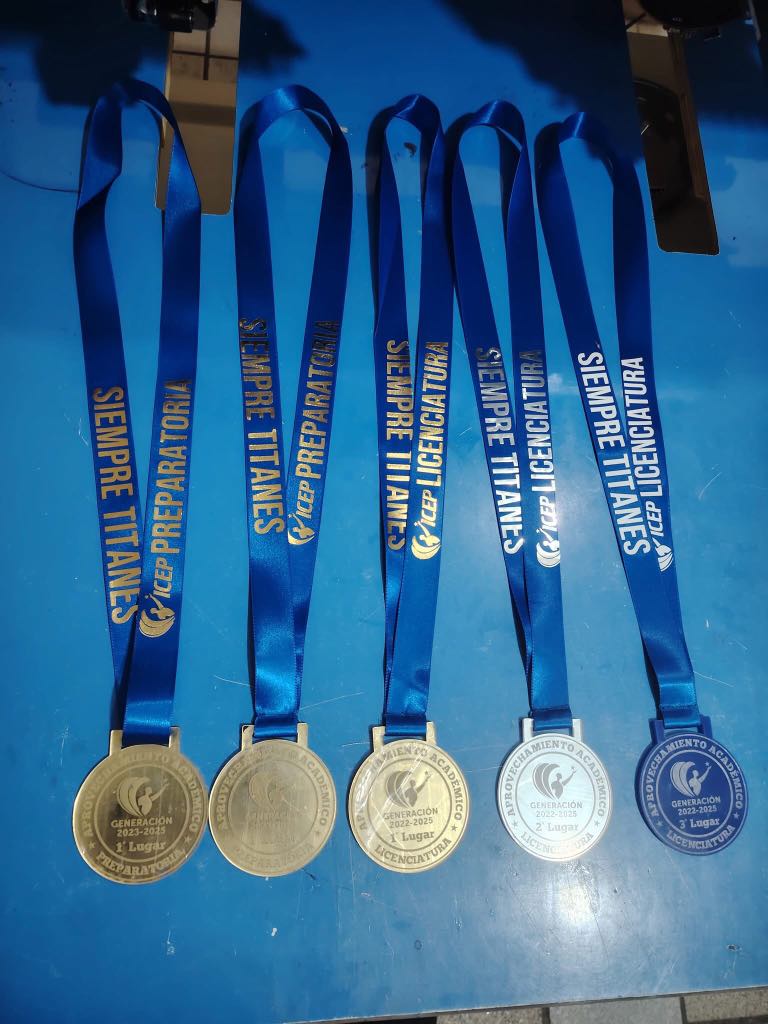 SIEMPRE TITANES
ICEP PREPARATORIA
SIEMPRE TITANES
ICEP PREPARATORIA
SIEMPRE TITANES
ICEP LICENCIATURA
SIEMPRE TITANES
ICEP LICENCIATURA
SIEMPRE TITANES
ICEP LICENCIATURA
APROVECHAMIENTO ACADÉMICO
GENERACIÓN
2023-2025
1° Lugar
PREPARATORIA
APROVECHAMIENTO ACADÉMICO
PREPARATORIA
APROVECHAMIENTO ACADÉMICO
GENERACIÓN
2022-2025
1° Lugar
LICENCIATURA
APROVECHAMIENTO ACADÉMICO
GENERACIÓN
2022-2025
2° Lugar
LICENCIATURA
APROVECHAMIENTO ACADÉMICO
GENERACIÓN
2022-2025
3° Lugar
LICENCIATURA